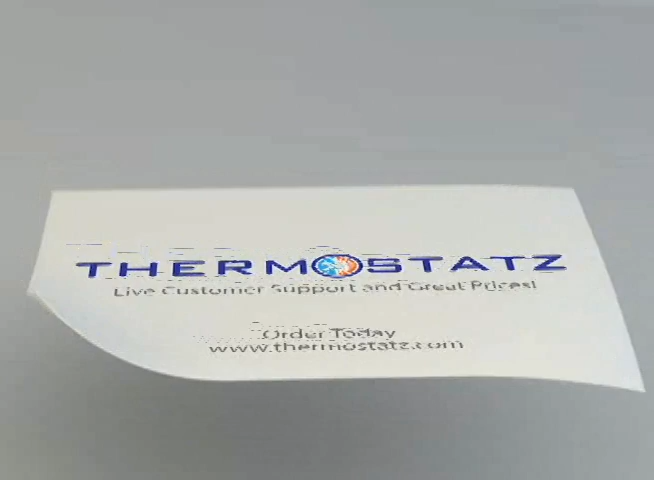 THERMOSTATZ
Live Customer Support and Great Prices!
Order Today
www.thermostatz.com